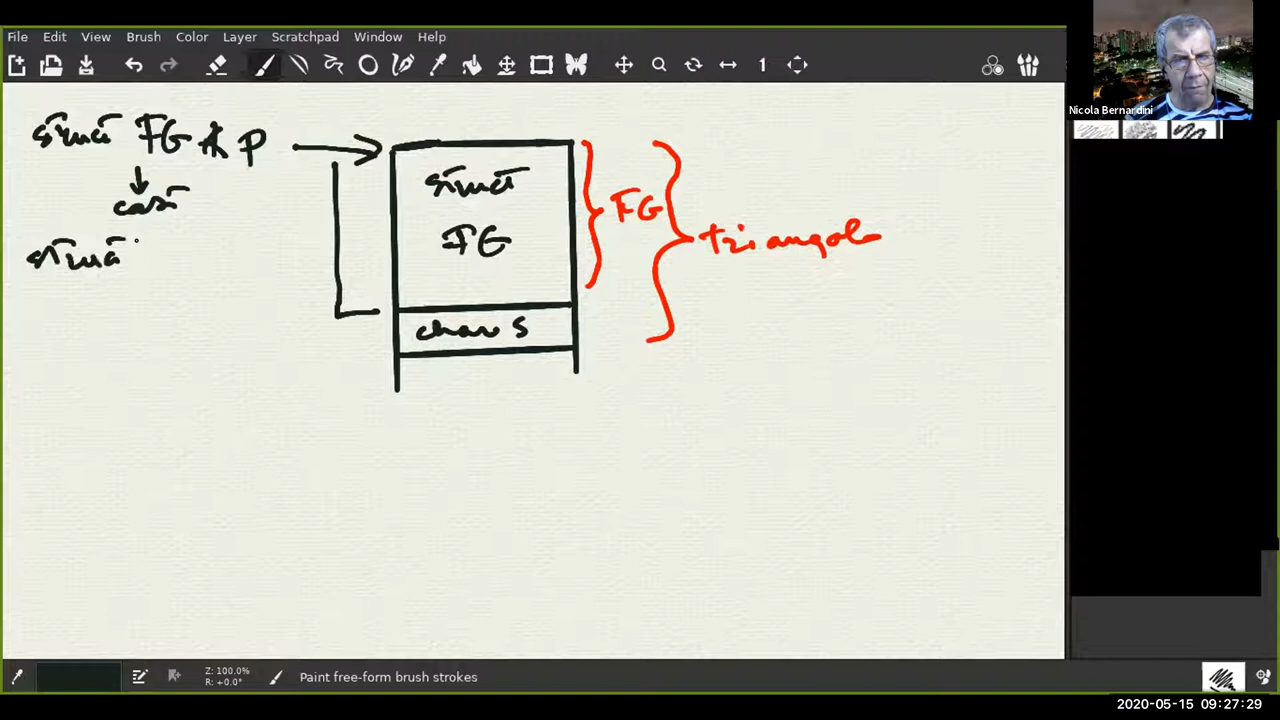 File Edit View Brush Color Layer Scratchpad Window Help
1
Nicola Bernardini
struct FG * p
cast
struct
struct
FG
char s
FG
triangolo
Z: 100.0%
R: +0.0°
Paint free-form brush strokes
2020-05-15 09:27:29